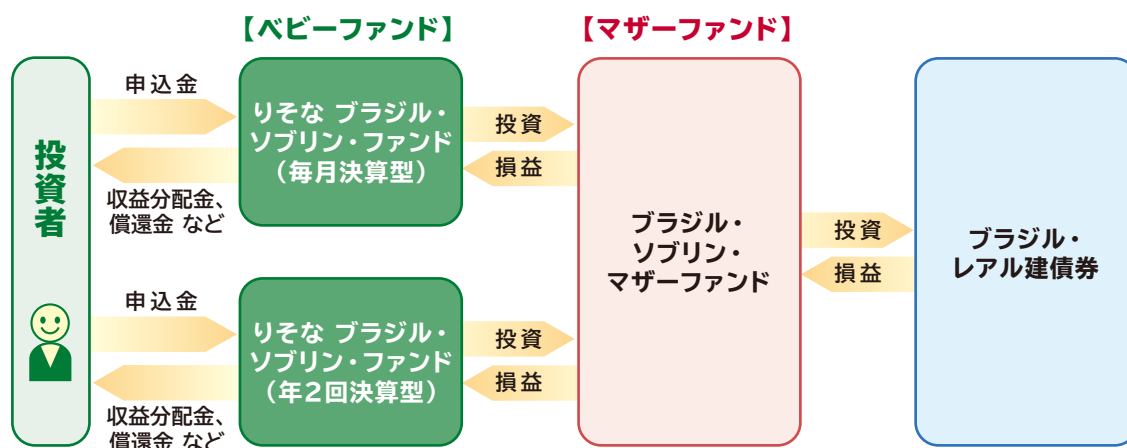 【ベビーファンド】
【マザーファンド】
投資者
申込金
収益分配金、
償還金 など
りそな ブラジル・
ソブリン・ファンド
（毎月決算型）
投資
損益
申込金
収益分配金、
償還金 など
りそな ブラジル・
ソブリン・ファンド
（年2回決算型）
投資
損益
ブラジル・
ソブリン・
マザーファンド
投資
損益
ブラジル・
レアル建債券